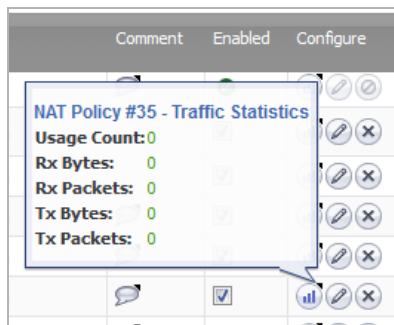 Comment Enabled Configure
NAT Policy #35 - Traffic Statistics
Usage Count: 0
Rx Bytes: 0
Rx Packets: 0
Tx Bytes: 0
Tx Packets: 0